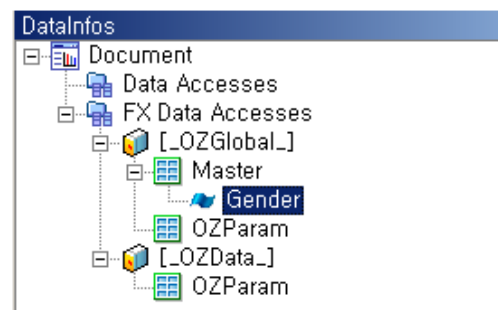 DataInfos
Document
Data Accesses
FX Data Accesses
[_OZGlobal_]
Master
Gender
OZParam
[_OZData_]
OZParam